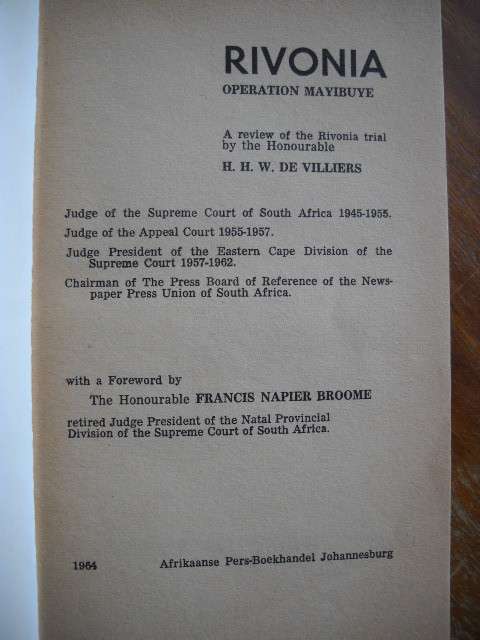 RIVONIA
OPERATION MAYIBUYE
A review of the Rivonia trial
by the Honourable
H. H. W. DE VILLIERS
Judge of the Supreme Court of South Africa 1945-1955.
Judge of the Appeal Court 1955-1957.
Judge President of the Eastern Cape Division of the
Supreme Court 1957-1962.
Chairman of The Press Board of Reference of the News-
paper Press Union of South Africa.
with a Foreword by
The Honourable FRANCIS NAPIER BROOME
retired Judge President of the Natal Provincial
Division of the Supreme Court of South Africa.
1964 Afrikaanse Pers-Boekhandel Johannesburg